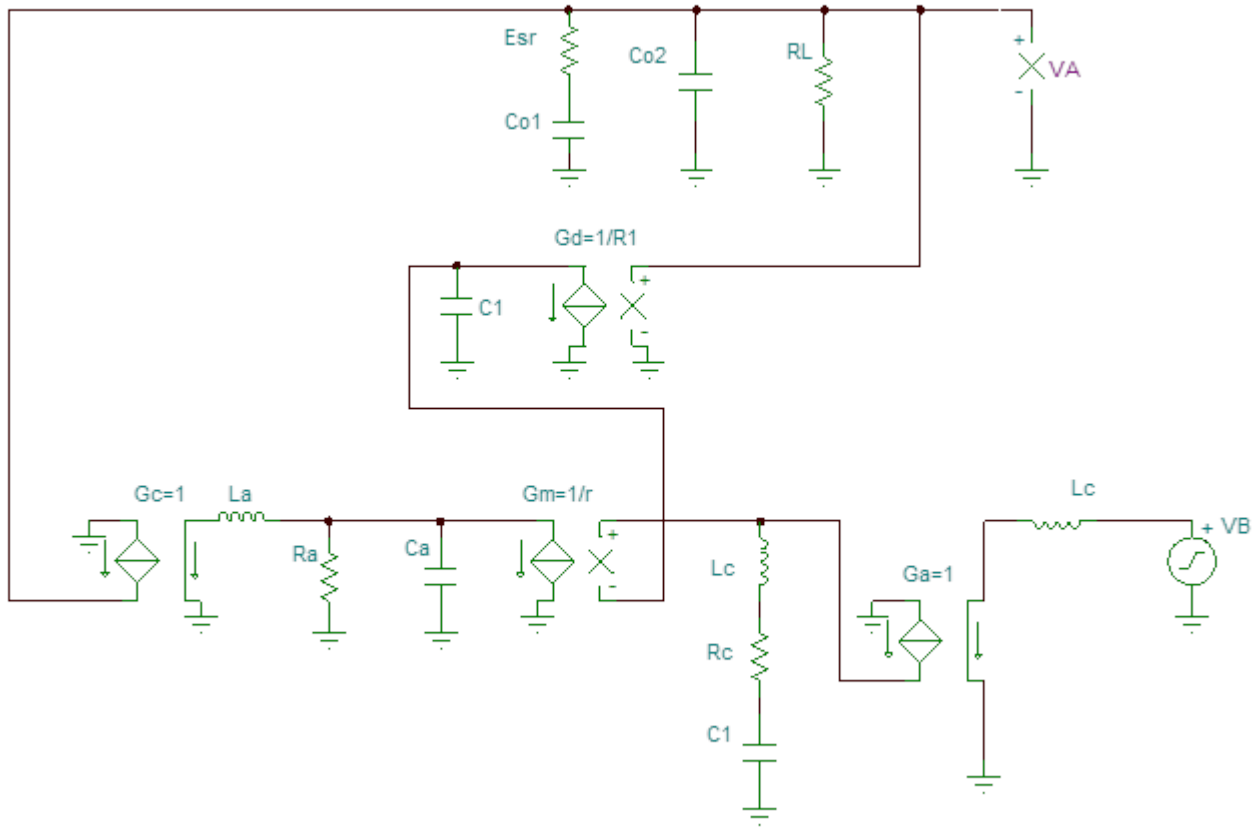 Esr
Co2
RL
+
VA
-
Co1
Gd=1/R1
+
C1
-
Gc=1
La
Gm=1/r
Lc
+ VB
Ra
Ca
+
-
Lc
Ga=1
Rc
C1